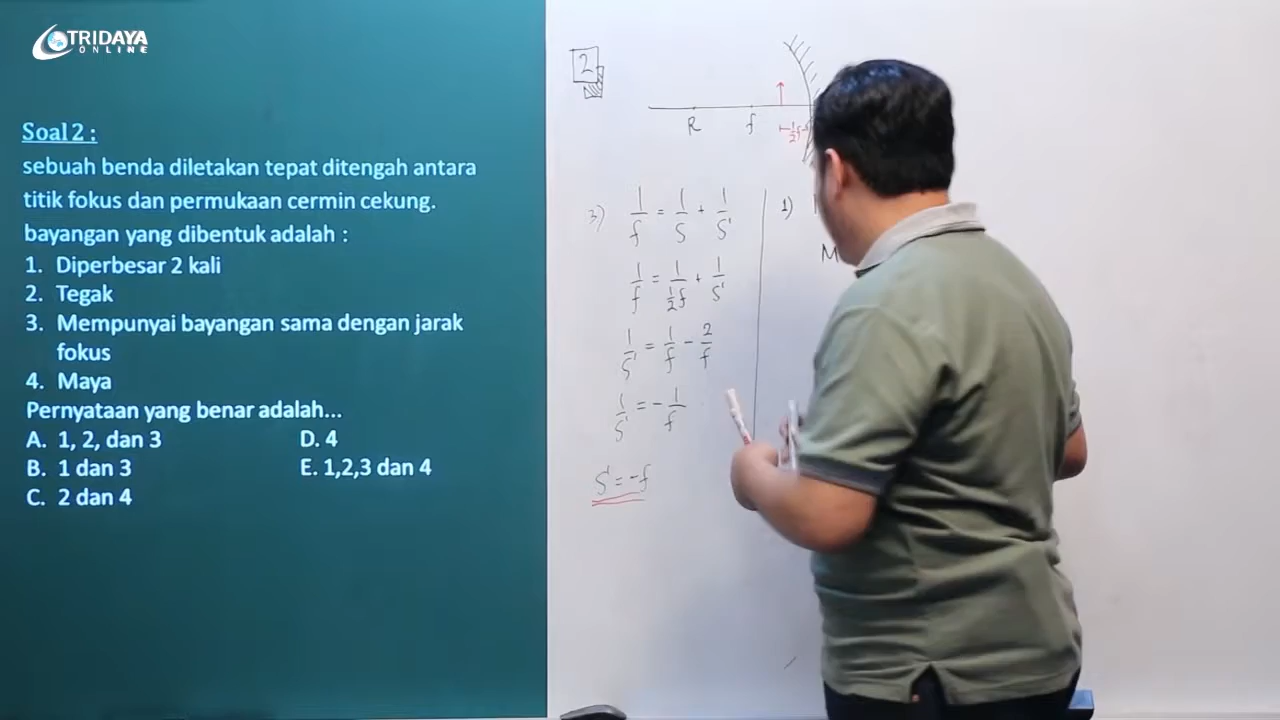 TRIDAYA
ONLINE
Soal 2 :
sebuah benda diletakan tepat ditengah antara
titik fokus dan permukaan cermin cekung.
bayangan yang dibentuk adalah :
1. Diperbesar 2 kali
2. Tegak
3. Mempunyai bayangan sama dengan jarak
fokus
4. Maya
Pernyataan yang benar adalah...
A. 1, 2, dan 3
B. 1 dan 3
C. 2 dan 4
D. 4
E. 1,2,3 dan 4
2
R f ½f
3) 1/f = 1/S + 1/S'
1/f = 1/½f + 1/S'
1/S' = 1/f - 2/f
1/S' = - 1/f
S' = -f
1)
M